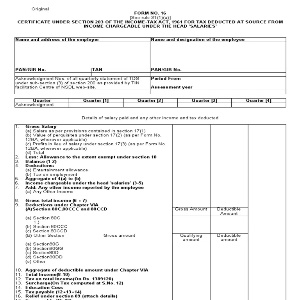 Original
FORM NO. 16
[See rule 31(1)(a)]
CERTIFICATE UNDER SECTION 203 OF THE INCOME TAX ACT, 1961 FOR TAX DEDUCTED AT SOURCE FROM
INCOME CHARGEABLE UNDER THE HEAD "SALARIES"
Name and address of the employer
Name and designation of the employee
PAN/GIR No.
TAN
PAN/GIR No.
Acknowledgement Nos. of all quarterly statement of TDS
under sub-section (3) of section 200 as provided by TIN
facilitation Centre of NSDL web-site.
Period From
Assessment year
Quarter
Quarter [1]
Quarter [2]
Quarter [3]
Quarter [4]
Acknowledgement
Details of salary paid and any other income and tax deducted
1. Gross Salary
(a) Salary as per provisions contained in section 17(1)
(b) Value of perquisites under section 17(2) (as per Form No.
12BA, wherever applicable)
(c) Profits in lieu of salary under section 17(3) (as per Form No.
12BA, wherever applicable)
(d) Total
2. Less: Allowance to the extent exempt under section 10
3. Balance (1-2)
4. Deductions
(a) Entertainment allowance
(b) Tax on employment
5. Aggregate of 4(a) to (b)
6. Income chargeable under the head 'salaries' (3-5)
7. Add: Any other income reported by the employee
(a) Any Other Income
8. Gross total income (6 + 7)
9. Deductions under Chapter VIA
(A) Section 80C, 80CCC and 80CCD
Gross Amount
Deductible
Amount
(a) Section 80C
(b) Section 80CCC
(c) Section 80CCD
(B) Other Section
Gross amount
Qualifying
amount
Deductible
amount
(a) Section80D
(b) Section80GG
(d) Section80DD
(e) Other
10. Aggregate of deductible amount under Chapter VIA
11. Total Income(8-10)
12. Tax on total income
13. Surcharge(On Tax computed at S.No. 12)
14. Education Cess
15. Tax payable (12+13+14)
16. Relief under section 89 (attach details)